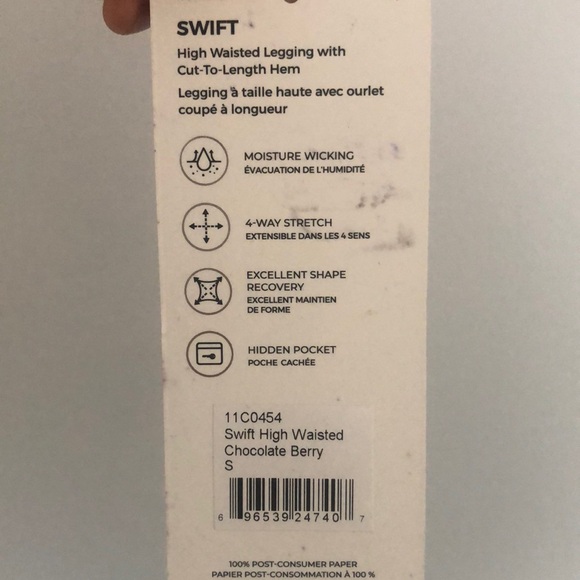 SWIFT
High Waisted Legging with
Cut-To-Length Hem
Legging à taille haute avec ourlet
coupé à longueur
MOISTURE WICKING
ÉVACUATION DE L'HUMIDITÉ
4-WAY STRETCH
EXTENSIBLE DANS LES 4 SENS
EXCELLENT SHAPE
RECOVERY
EXCELLENT MAINTIEN
DE FORME
HIDDEN POCKET
POCHE CACHÉE
11C0454
Swift High Waisted
Chocolate Berry
S
6 96539 24740 7
100% POST-CONSUMER PAPER
PAPIER POST-CONSOMMATION À 100 %